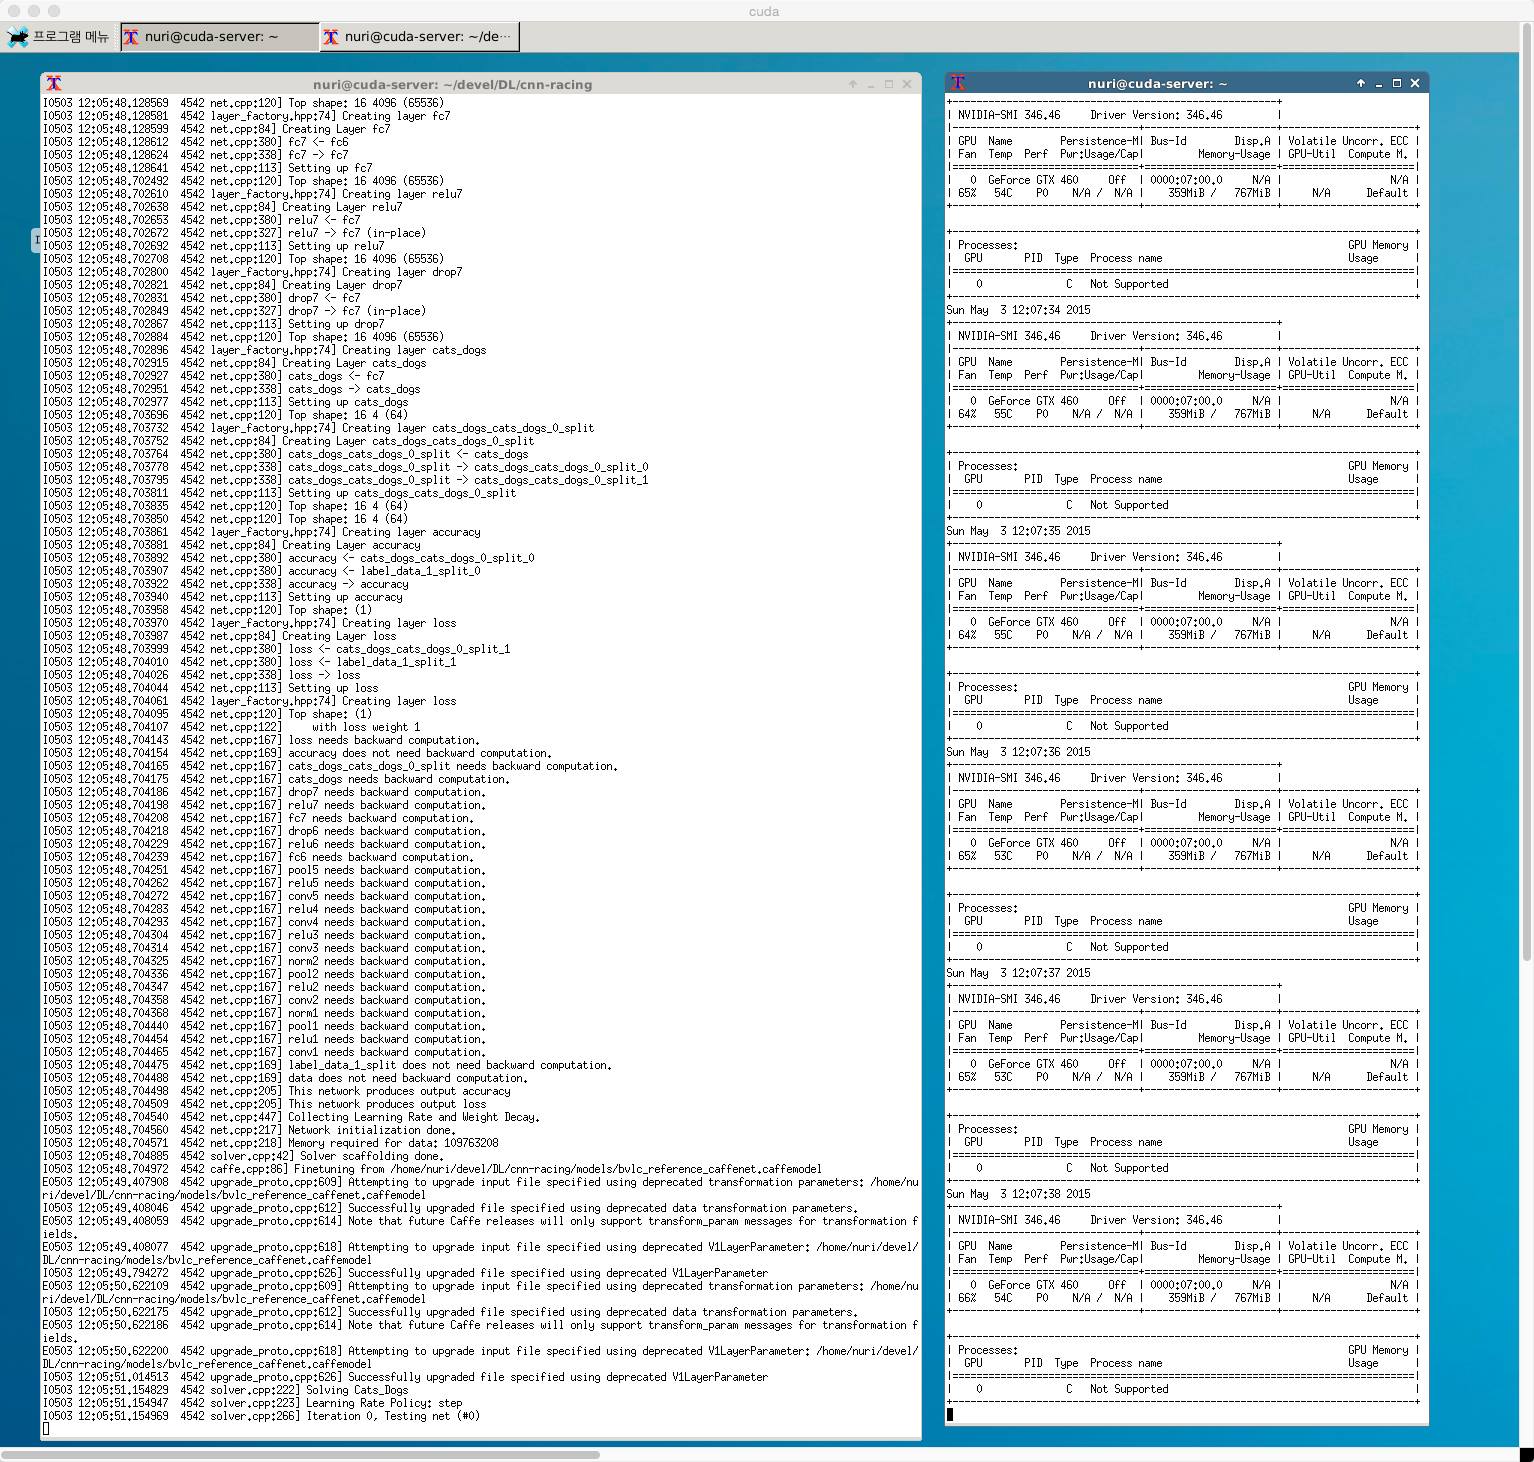 cuda
프로그램 메뉴
nuri@cuda-server: ~
nuri@cuda-server: ~/de···
nuri@cuda-server: ~/devel/DL/cnn-racing
I0503 12:05:48.128569  4542 net.cpp:120] Top shape: 16 4096 (65536)
I0503 12:05:48.128581  4542 layer_factory.hpp:74] Creating layer fc7
I0503 12:05:48.128599  4542 net.cpp:84] Creating Layer fc7
I0503 12:05:48.128612  4542 net.cpp:380] fc7 <- fc6
I0503 12:05:48.128624  4542 net.cpp:338] fc7 -> fc7
I0503 12:05:48.128641  4542 net.cpp:113] Setting up fc7
I0503 12:05:48.702492  4542 net.cpp:120] Top shape: 16 4096 (65536)
I0503 12:05:48.702610  4542 layer_factory.hpp:74] Creating layer relu7
I0503 12:05:48.702638  4542 net.cpp:84] Creating Layer relu7
I0503 12:05:48.702653  4542 net.cpp:380] relu7 <- fc7
I0503 12:05:48.702672  4542 net.cpp:327] relu7 -> fc7 (in-place)
I0503 12:05:48.702692  4542 net.cpp:113] Setting up relu7
I0503 12:05:48.702708  4542 net.cpp:120] Top shape: 16 4096 (65536)
I0503 12:05:48.702800  4542 layer_factory.hpp:74] Creating layer drop7
I0503 12:05:48.702821  4542 net.cpp:84] Creating Layer drop7
I0503 12:05:48.702831  4542 net.cpp:380] drop7 <- fc7
I0503 12:05:48.702849  4542 net.cpp:327] drop7 -> fc7 (in-place)
I0503 12:05:48.702867  4542 net.cpp:113] Setting up drop7
I0503 12:05:48.702884  4542 net.cpp:120] Top shape: 16 4096 (65536)
I0503 12:05:48.702896  4542 layer_factory.hpp:74] Creating layer cats_dogs
I0503 12:05:48.702915  4542 net.cpp:84] Creating Layer cats_dogs
I0503 12:05:48.702927  4542 net.cpp:380] cats_dogs <- fc7
I0503 12:05:48.702951  4542 net.cpp:338] cats_dogs -> cats_dogs
I0503 12:05:48.702977  4542 net.cpp:113] Setting up cats_dogs
I0503 12:05:48.703696  4542 net.cpp:120] Top shape: 16 4 (64)
I0503 12:05:48.703732  4542 layer_factory.hpp:74] Creating layer cats_dogs_cats_dogs_0_split
I0503 12:05:48.703752  4542 net.cpp:84] Creating Layer cats_dogs_cats_dogs_0_split
I0503 12:05:48.703764  4542 net.cpp:380] cats_dogs_cats_dogs_0_split <- cats_dogs
I0503 12:05:48.703778  4542 net.cpp:338] cats_dogs_cats_dogs_0_split -> cats_dogs_cats_dogs_0_split_0
I0503 12:05:48.703795  4542 net.cpp:338] cats_dogs_cats_dogs_0_split -> cats_dogs_cats_dogs_0_split_1
I0503 12:05:48.703811  4542 net.cpp:113] Setting up cats_dogs_cats_dogs_0_split
I0503 12:05:48.703835  4542 net.cpp:120] Top shape: 16 4 (64)
I0503 12:05:48.703850  4542 net.cpp:120] Top shape: 16 4 (64)
I0503 12:05:48.703861  4542 layer_factory.hpp:74] Creating layer accuracy
I0503 12:05:48.703881  4542 net.cpp:84] Creating Layer accuracy
I0503 12:05:48.703892  4542 net.cpp:380] accuracy <- cats_dogs_cats_dogs_0_split_0
I0503 12:05:48.703907  4542 net.cpp:380] accuracy <- label_data_1_split_0
I0503 12:05:48.703922  4542 net.cpp:338] accuracy -> accuracy
I0503 12:05:48.703940  4542 net.cpp:113] Setting up accuracy
I0503 12:05:48.703958  4542 net.cpp:120] Top shape: (1)
I0503 12:05:48.703970  4542 layer_factory.hpp:74] Creating layer loss
I0503 12:05:48.703987  4542 net.cpp:84] Creating Layer loss
I0503 12:05:48.703999  4542 net.cpp:380] loss <- cats_dogs_cats_dogs_0_split_1
I0503 12:05:48.704010  4542 net.cpp:380] loss <- label_data_1_split_1
I0503 12:05:48.704026  4542 net.cpp:338] loss -> loss
I0503 12:05:48.704044  4542 net.cpp:113] Setting up loss
I0503 12:05:48.704061  4542 layer_factory.hpp:74] Creating layer loss
I0503 12:05:48.704095  4542 net.cpp:120] Top shape: (1)
I0503 12:05:48.704107  4542 net.cpp:122]     with loss weight 1
I0503 12:05:48.704143  4542 net.cpp:167] loss needs backward computation.
I0503 12:05:48.704154  4542 net.cpp:169] accuracy does not need backward computation.
I0503 12:05:48.704165  4542 net.cpp:167] cats_dogs_cats_dogs_0_split needs backward computation.
I0503 12:05:48.704175  4542 net.cpp:167] cats_dogs needs backward computation.
I0503 12:05:48.704186  4542 net.cpp:167] drop7 needs backward computation.
I0503 12:05:48.704198  4542 net.cpp:167] relu7 needs backward computation.
I0503 12:05:48.704208  4542 net.cpp:167] fc7 needs backward computation.
I0503 12:05:48.704218  4542 net.cpp:167] drop6 needs backward computation.
I0503 12:05:48.704229  4542 net.cpp:167] relu6 needs backward computation.
I0503 12:05:48.704239  4542 net.cpp:167] fc6 needs backward computation.
I0503 12:05:48.704251  4542 net.cpp:167] pool5 needs backward computation.
I0503 12:05:48.704262  4542 net.cpp:167] relu5 needs backward computation.
I0503 12:05:48.704272  4542 net.cpp:167] conv5 needs backward computation.
I0503 12:05:48.704283  4542 net.cpp:167] relu4 needs backward computation.
I0503 12:05:48.704293  4542 net.cpp:167] conv4 needs backward computation.
I0503 12:05:48.704304  4542 net.cpp:167] relu3 needs backward computation.
I0503 12:05:48.704314  4542 net.cpp:167] conv3 needs backward computation.
I0503 12:05:48.704325  4542 net.cpp:167] norm2 needs backward computation.
I0503 12:05:48.704336  4542 net.cpp:167] pool2 needs backward computation.
I0503 12:05:48.704347  4542 net.cpp:167] relu2 needs backward computation.
I0503 12:05:48.704358  4542 net.cpp:167] conv2 needs backward computation.
I0503 12:05:48.704368  4542 net.cpp:167] norm1 needs backward computation.
I0503 12:05:48.704440  4542 net.cpp:167] pool1 needs backward computation.
I0503 12:05:48.704454  4542 net.cpp:167] relu1 needs backward computation.
I0503 12:05:48.704465  4542 net.cpp:167] conv1 needs backward computation.
I0503 12:05:48.704475  4542 net.cpp:169] label_data_1_split does not need backward computation.
I0503 12:05:48.704488  4542 net.cpp:169] data does not need backward computation.
I0503 12:05:48.704498  4542 net.cpp:205] This network produces output accuracy
I0503 12:05:48.704509  4542 net.cpp:205] This network produces output loss
I0503 12:05:48.704540  4542 net.cpp:447] Collecting Learning Rate and Weight Decay.
I0503 12:05:48.704560  4542 net.cpp:217] Network initialization done.
I0503 12:05:48.704571  4542 net.cpp:218] Memory required for data: 109763208
I0503 12:05:48.704885  4542 solver.cpp:42] Solver scaffolding done.
I0503 12:05:48.704972  4542 caffe.cpp:86] Finetuning from /home/nuri/devel/DL/cnn-racing/models/bvlc_reference_caffenet.caffemodel
E0503 12:05:49.407908  4542 upgrade_proto.cpp:609] Attempting to upgrade input file specified using deprecated transformation parameters: /home/nu
ri/devel/DL/cnn-racing/models/bvlc_reference_caffenet.caffemodel
I0503 12:05:49.408046  4542 upgrade_proto.cpp:612] Successfully upgraded file specified using deprecated data transformation parameters.
E0503 12:05:49.408059  4542 upgrade_proto.cpp:614] Note that future Caffe releases will only support transform_param messages for transformation f
ields.
E0503 12:05:49.408077  4542 upgrade_proto.cpp:618] Attempting to upgrade input file specified using deprecated V1LayerParameter: /home/nuri/devel/
DL/cnn-racing/models/bvlc_reference_caffenet.caffemodel
I0503 12:05:49.794272  4542 upgrade_proto.cpp:626] Successfully upgraded file specified using deprecated V1LayerParameter
E0503 12:05:50.622109  4542 upgrade_proto.cpp:609] Attempting to upgrade input file specified using deprecated transformation parameters: /home/nu
ri/devel/DL/cnn-racing/models/bvlc_reference_caffenet.caffemodel
I0503 12:05:50.622175  4542 upgrade_proto.cpp:612] Successfully upgraded file specified using deprecated data transformation parameters.
E0503 12:05:50.622186  4542 upgrade_proto.cpp:614] Note that future Caffe releases will only support transform_param messages for transformation f
ields.
E0503 12:05:50.622200  4542 upgrade_proto.cpp:618] Attempting to upgrade input file specified using deprecated V1LayerParameter: /home/nuri/devel/
DL/cnn-racing/models/bvlc_reference_caffenet.caffemodel
I0503 12:05:51.014513  4542 upgrade_proto.cpp:626] Successfully upgraded file specified using deprecated V1LayerParameter
I0503 12:05:51.154829  4542 solver.cpp:222] Solving Cats_Dogs
I0503 12:05:51.154947  4542 solver.cpp:223] Learning Rate Policy: step
I0503 12:05:51.154969  4542 solver.cpp:266] Iteration 0, Testing net (#0)
nuri@cuda-server: ~
NVIDIA-SMI 346.46     Driver Version: 346.46
GPU  Name        Persistence-M| Bus-Id        Disp.A | Volatile Uncorr. ECC |
Fan  Temp  Perf  Pwr:Usage/Cap|         Memory-Usage | GPU-Util  Compute M. |
0  GeForce GTX 460     Off  | 0000:07:00.0     N/A |                  N/A |
65%   54C    P0    N/A /  N/A |    359MiB /   767MiB |     N/A      Default |
Processes:                                                       GPU Memory |
GPU       PID  Type  Process name                               Usage      |
0              C   Not Supported
Sun May  3 12:07:34 2015
NVIDIA-SMI 346.46     Driver Version: 346.46
GPU  Name        Persistence-M| Bus-Id        Disp.A | Volatile Uncorr. ECC |
Fan  Temp  Perf  Pwr:Usage/Cap|         Memory-Usage | GPU-Util  Compute M. |
0  GeForce GTX 460     Off  | 0000:07:00.0     N/A |                  N/A |
64%   55C    P0    N/A /  N/A |    359MiB /   767MiB |     N/A      Default |
Processes:                                                       GPU Memory |
GPU       PID  Type  Process name                               Usage      |
0              C   Not Supported
Sun May  3 12:07:35 2015
NVIDIA-SMI 346.46     Driver Version: 346.46
GPU  Name        Persistence-M| Bus-Id        Disp.A | Volatile Uncorr. ECC |
Fan  Temp  Perf  Pwr:Usage/Cap|         Memory-Usage | GPU-Util  Compute M. |
0  GeForce GTX 460     Off  | 0000:07:00.0     N/A |                  N/A |
64%   55C    P0    N/A /  N/A |    359MiB /   767MiB |     N/A      Default |
Processes:                                                       GPU Memory |
GPU       PID  Type  Process name                               Usage      |
0              C   Not Supported
Sun May  3 12:07:36 2015
NVIDIA-SMI 346.46     Driver Version: 346.46
GPU  Name        Persistence-M| Bus-Id        Disp.A | Volatile Uncorr. ECC |
Fan  Temp  Perf  Pwr:Usage/Cap|         Memory-Usage | GPU-Util  Compute M. |
0  GeForce GTX 460     Off  | 0000:07:00.0     N/A |                  N/A |
65%   53C    P0    N/A /  N/A |    359MiB /   767MiB |     N/A      Default |
Processes:                                                       GPU Memory |
GPU       PID  Type  Process name                               Usage      |
0              C   Not Supported
Sun May  3 12:07:37 2015
NVIDIA-SMI 346.46     Driver Version: 346.46
GPU  Name        Persistence-M| Bus-Id        Disp.A | Volatile Uncorr. ECC |
Fan  Temp  Perf  Pwr:Usage/Cap|         Memory-Usage | GPU-Util  Compute M. |
0  GeForce GTX 460     Off  | 0000:07:00.0     N/A |                  N/A |
65%   53C    P0    N/A /  N/A |    359MiB /   767MiB |     N/A      Default |
Processes:                                                       GPU Memory |
GPU       PID  Type  Process name                               Usage      |
0              C   Not Supported
Sun May  3 12:07:38 2015
NVIDIA-SMI 346.46     Driver Version: 346.46
GPU  Name        Persistence-M| Bus-Id        Disp.A | Volatile Uncorr. ECC |
Fan  Temp  Perf  Pwr:Usage/Cap|         Memory-Usage | GPU-Util  Compute M. |
0  GeForce GTX 460     Off  | 0000:07:00.0     N/A |                  N/A |
66%   54C    P0    N/A /  N/A |    359MiB /   767MiB |     N/A      Default |
Processes:                                                       GPU Memory |
GPU       PID  Type  Process name                               Usage      |
0              C   Not Supported